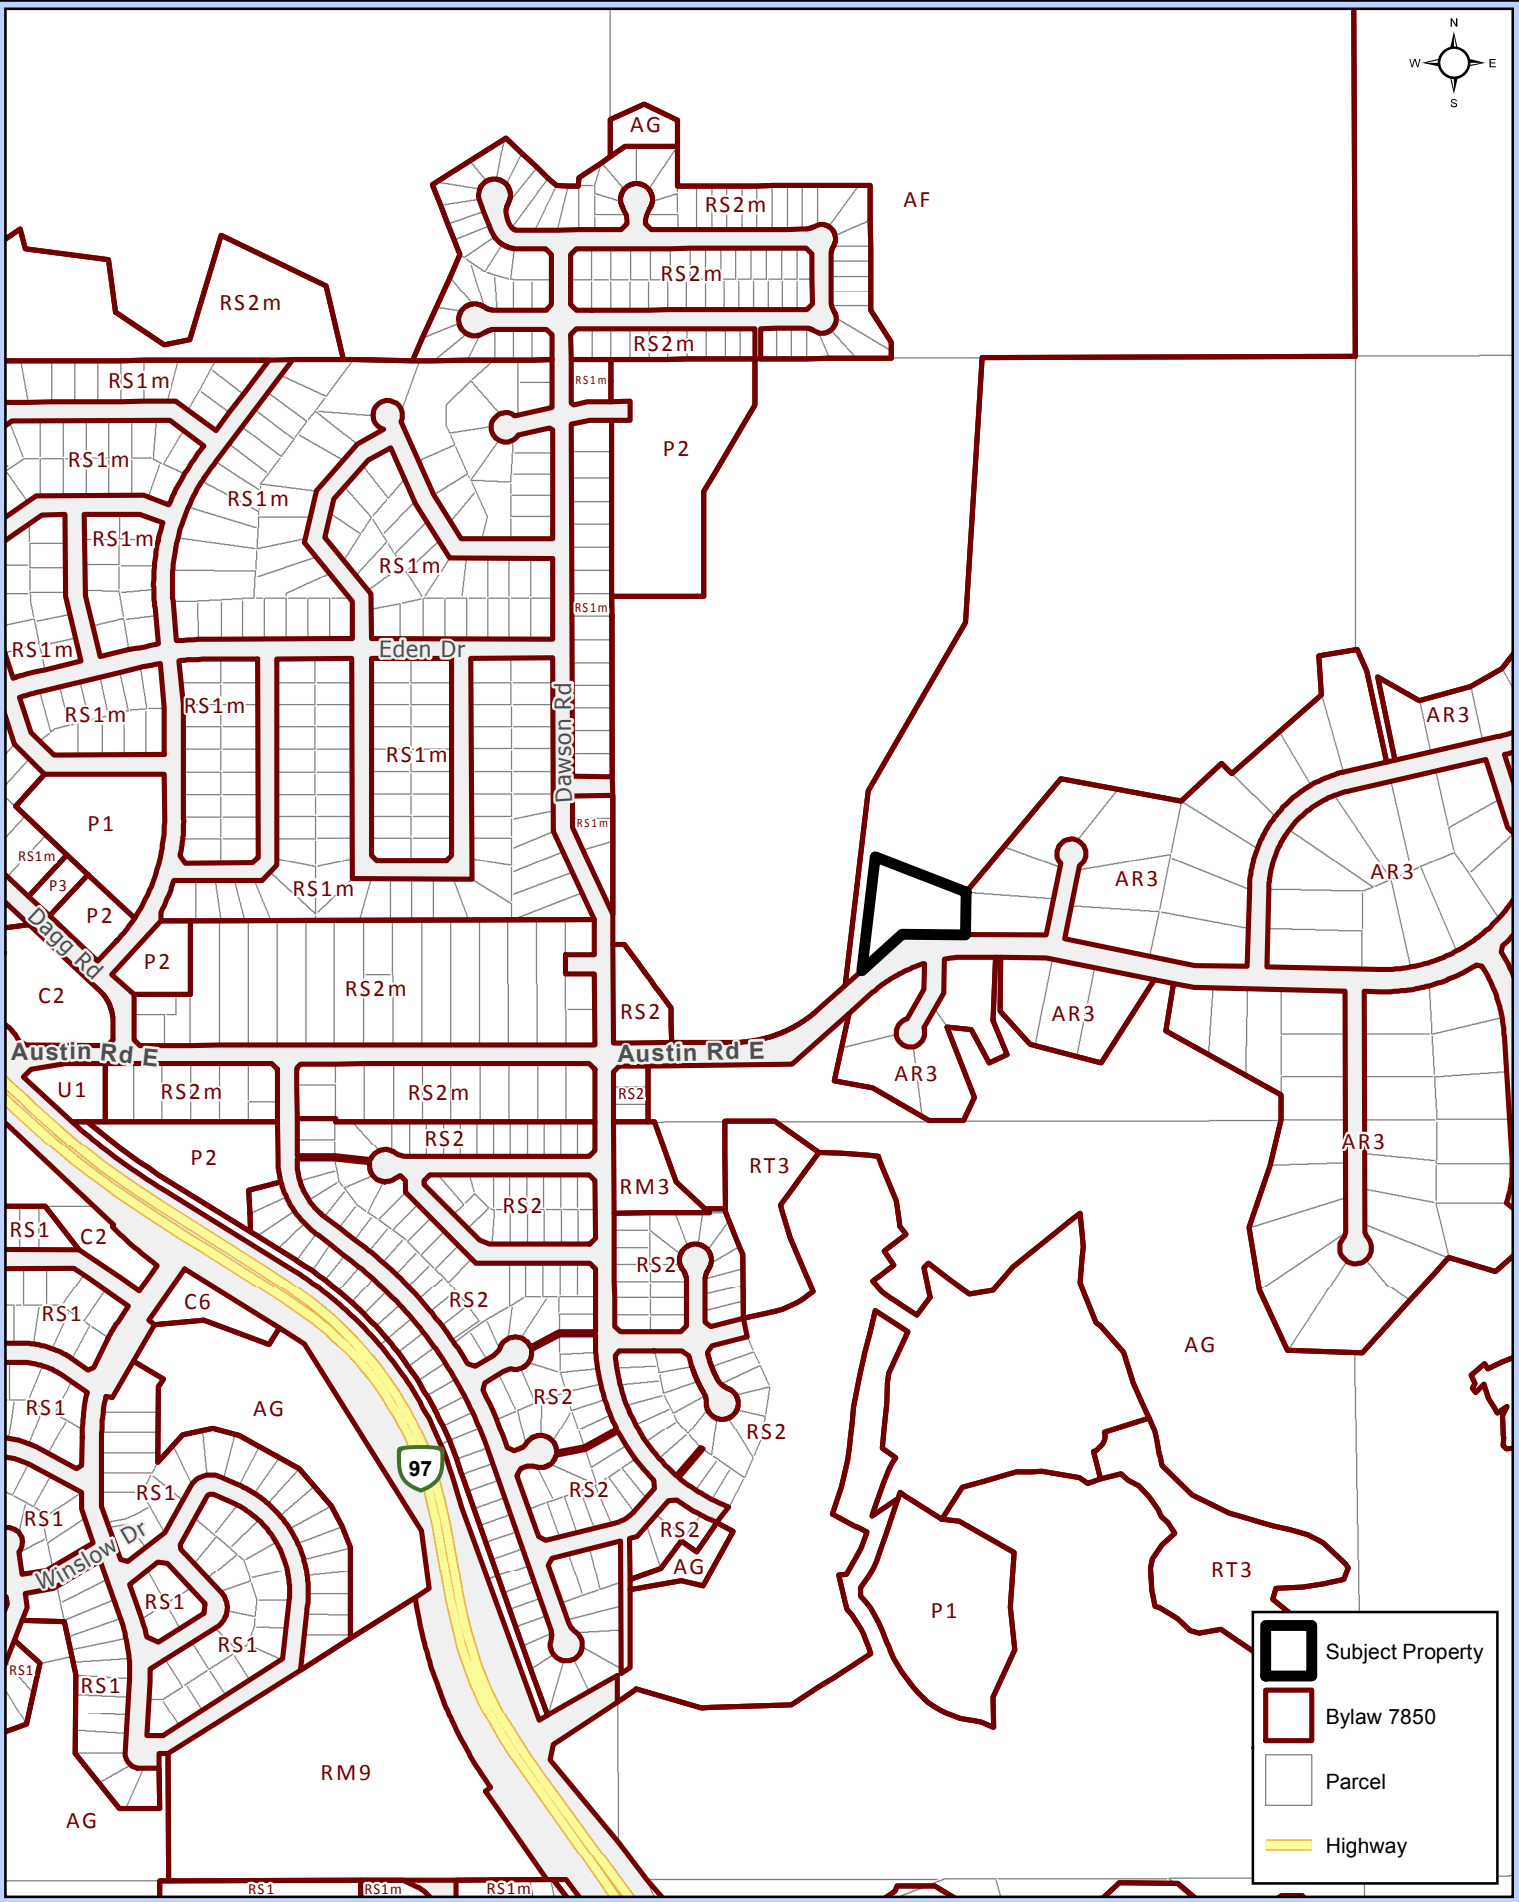 N
W E
S
AG
RS2m
AF
RS2m
RS2m
RS2m
RS1m
RS1m
P2
RS1m
RS1m
RS1m
RS1m
RS1m
RS1m
Eden Dr
RS1m
RS1m
RS1m
Dawson Rd
AR3
RS1m
P1
RS1m
RS1m
P3
RS1m
AR3
AR3
P2
Dagg Rd
P2
C2
RS2m
RS2
AR3
Austin Rd E
Austin Rd E
U1
RS2m
RS2m
RS2
AR3
RS2
P2
AR3
RT3
RM3
RS2
RS1
C2
RS2
RS2
C6
RS1
AG
RS2
RS1
AG
RS2
97
RS1
RS2
RS1
RS2
Winslow Dr
AG
RT3
RS1
P1
RS1
RS1
RS1
RM9
AG
RS1
RS1m
RS1m
Subject Property
Bylaw 7850
Parcel
Highway